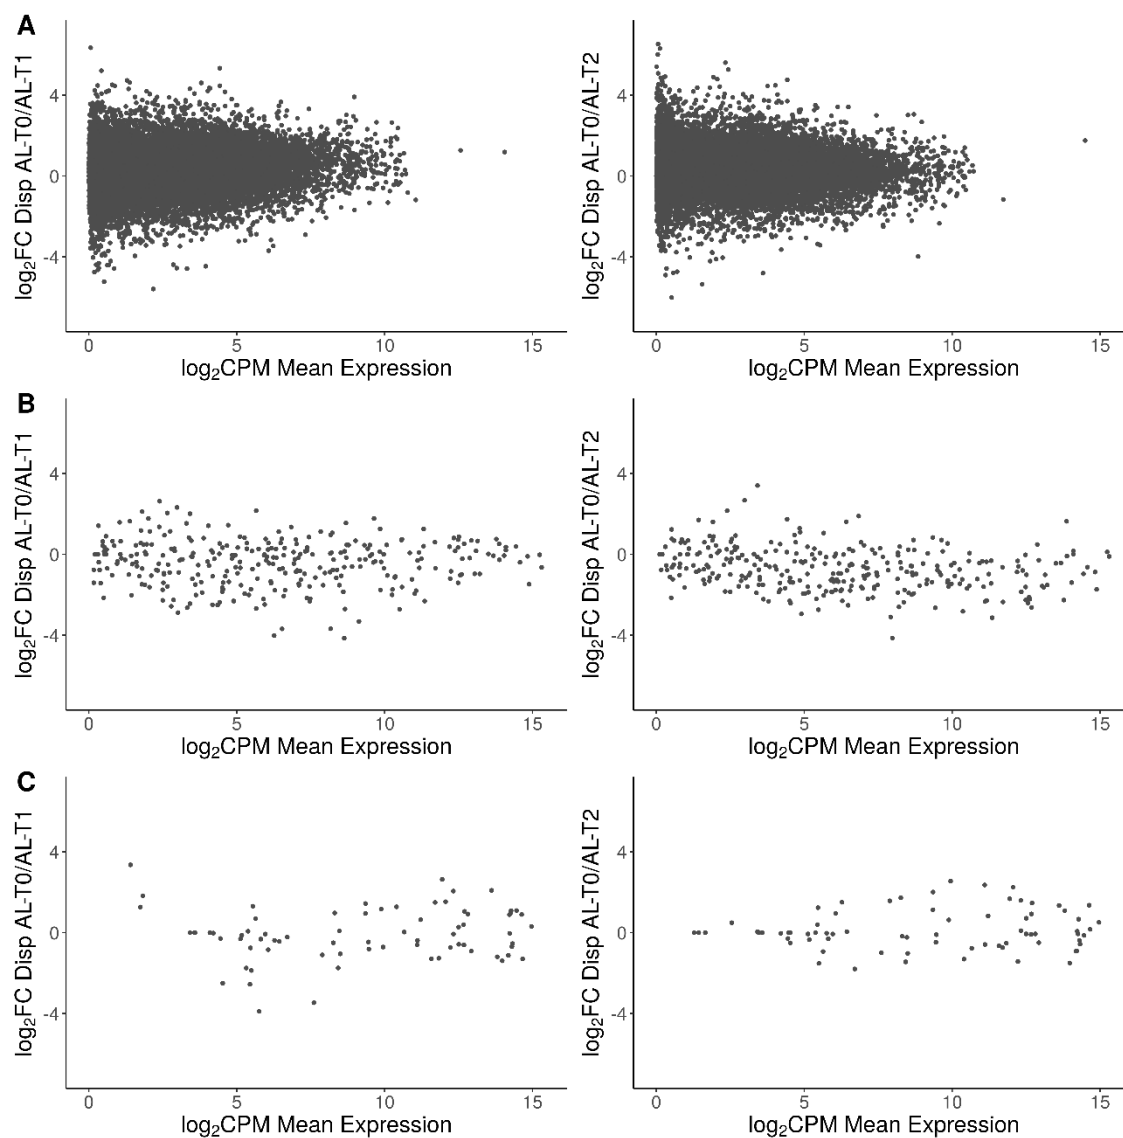 A
log₂FC Disp AL-T0/AL-T1
4
0
-4
0 5 10 15
log₂CPM Mean Expression
log₂FC Disp AL-T0/AL-T2
4
0
-4
0 5 10 15
log₂CPM Mean Expression
B
log₂FC Disp AL-T0/AL-T1
4
0
-4
0 5 10 15
log₂CPM Mean Expression
log₂FC Disp AL-T0/AL-T2
4
0
-4
0 5 10 15
log₂CPM Mean Expression
C
log₂FC Disp AL-T0/AL-T1
4
0
-4
0 5 10 15
log₂CPM Mean Expression
log₂FC Disp AL-T0/AL-T2
4
0
-4
0 5 10 15
log₂CPM Mean Expression